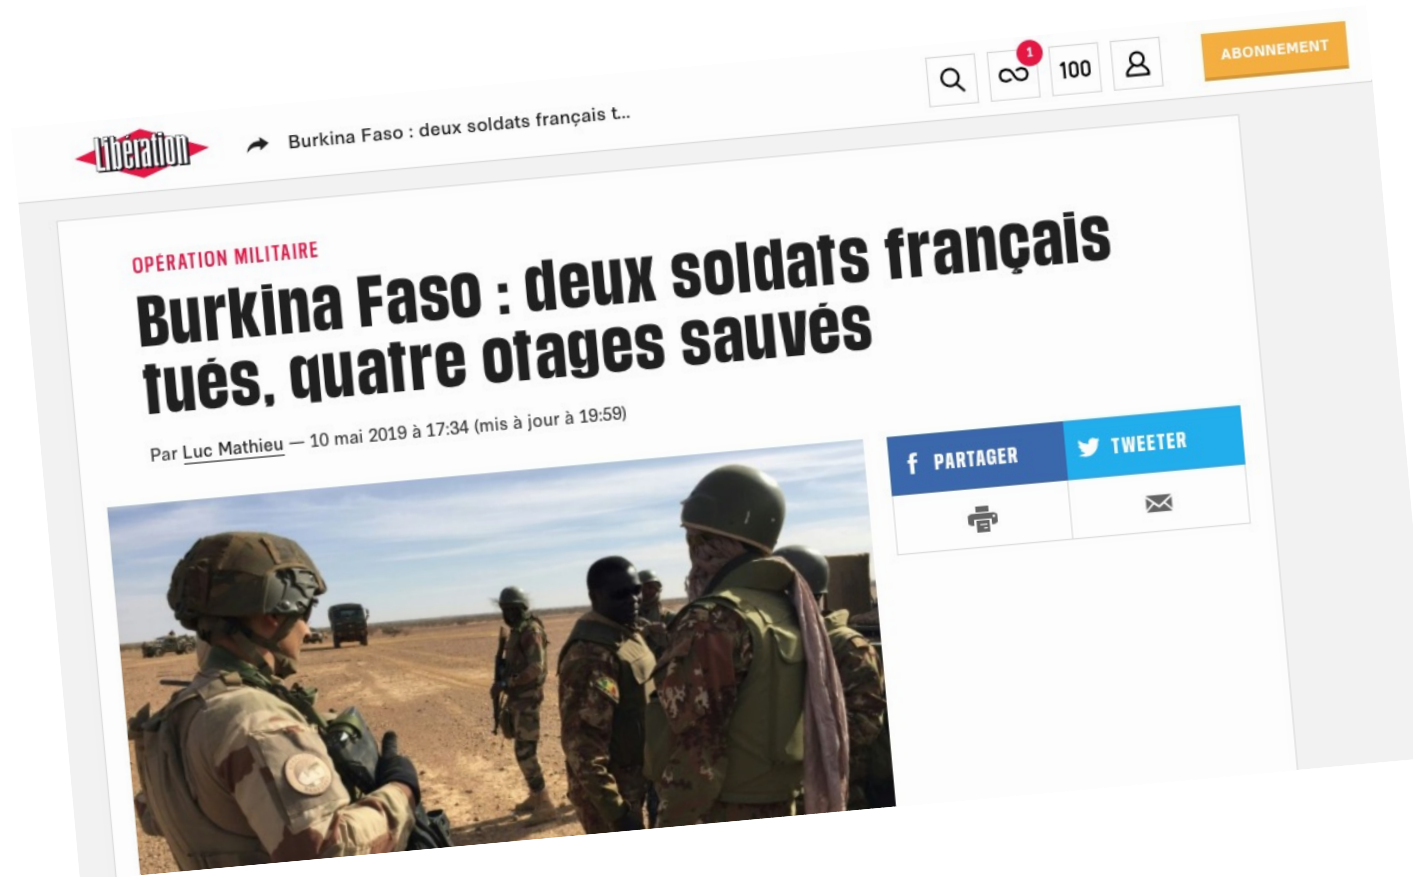 Libération
Burkina Faso : deux soldats français t...
1
100
ABONNEMENT
OPÉRATION MILITAIRE
Burkina Faso : deux soldats français
tués, quatre otages sauvés
Par Luc Mathieu — 10 mai 2019 à 17:34 (mis à jour à 19:59)
f PARTAGER
TWEETER